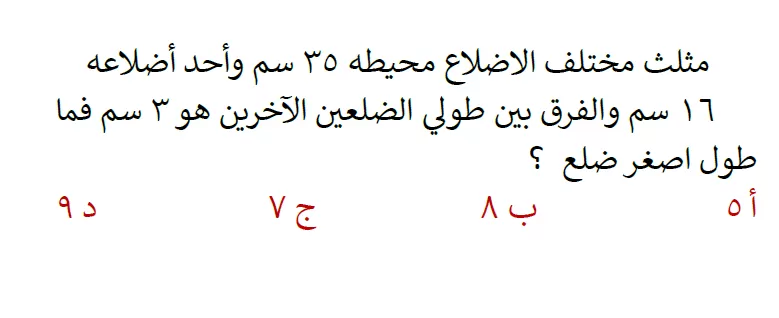 مثلث مختلف الاضلاع محيطه ٣٥ سم وأحد أضلاعه
١٦ سم والفرق بين طولي الضلعين الآخرين هو ٣ سم فما
طول اصغر ضلع ؟
أ ٥ ب ٨ ج ٧ د ٩